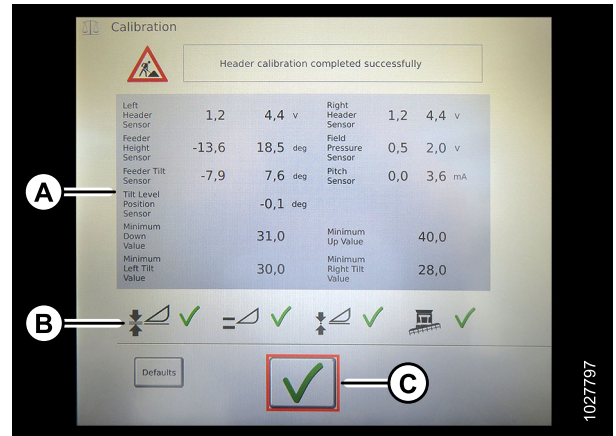 Calibration
Header calibration completed successfully
Left Header Sensor 1,2 4,4 v Right Header Sensor 1,2 4,4 v
Feeder Height Sensor -13,6 18,5 deg Field Pressure Sensor 0,5 2,0 v
Feeder Tilt Sensor -7,9 7,6 deg Pitch Sensor 0,0 3,6 mA
Tilt Level Position Sensor -0,1 deg
Minimum Down Value 31,0 Minimum Up Value 40,0
Minimum Left Tilt Value 30,0 Minimum Right Tilt Value 28,0
A
B
Defaults
C
1027797